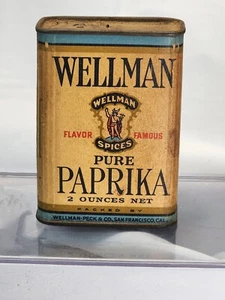 WELLMAN
WELLMAN
FLAVOR FAMOUS
SPICES
PURE
PAPRIKA
2 OUNCES NET
PACKED BY
WELLMAN-PECK & CO. SAN FRANCISCO, CAL.